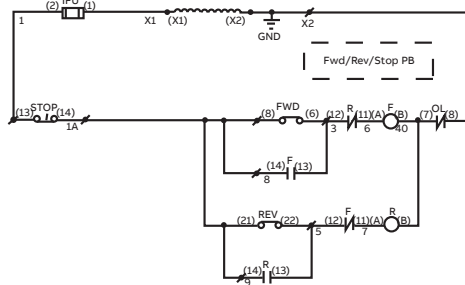 (2) 1FU (1)
1 X1 (X1) (X2) X2
GND
Fwd/Rev/Stop PB
(13) STOP (14)
1A
(8) FWD (6) (12) R (11)(A) F (B) (7) OL (8)
3 6 40
(14) F (13)
8
(21) REV (22) (12) F (11)(A) R (B)
5 7
(14) R (13)
9